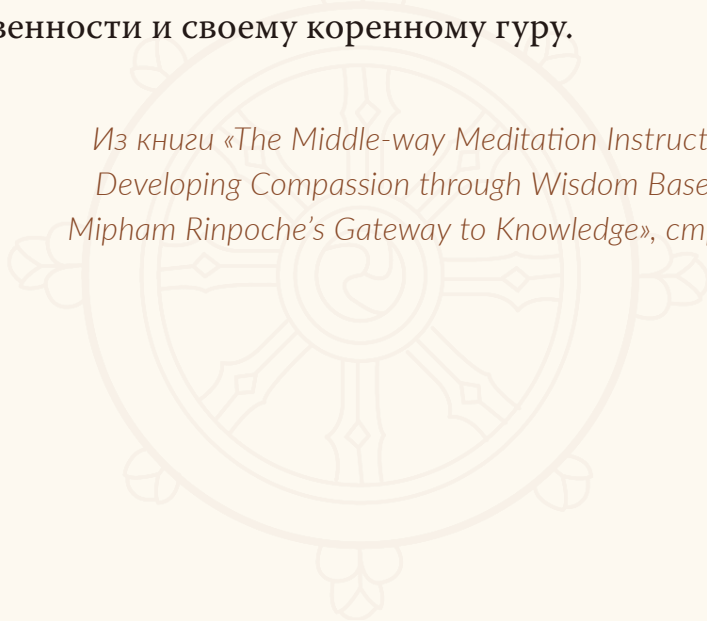 венности и своему коренному гуру.
Из книги «The Middle-way Meditation Instruct
Developing Compassion through Wisdom Base
Mipham Rinpoche’s Gateway to Knowledge», ст